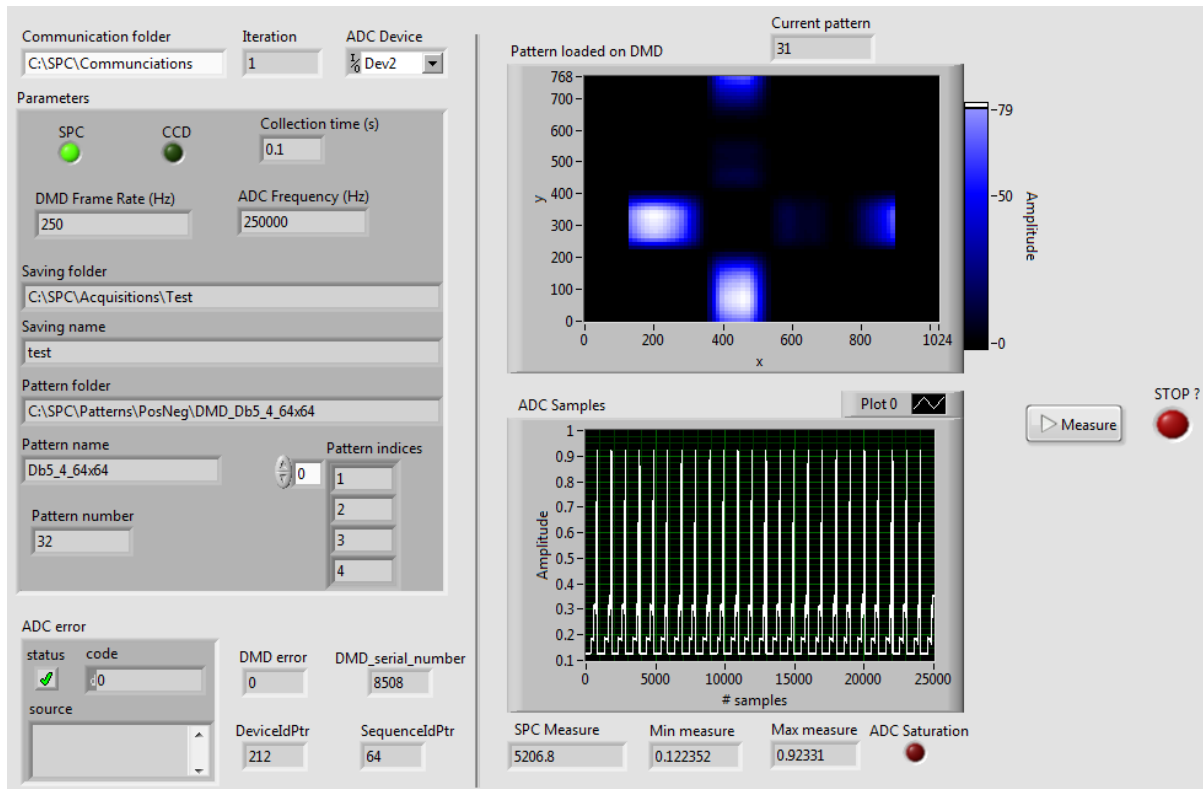 Communication folder
C:\SPC\Communciations
Iteration
1
ADC Device
I/O Dev2
Parameters
SPC
CCD
Collection time (s)
0.1
DMD Frame Rate (Hz)
250
ADC Frequency (Hz)
250000
Saving folder
C:\SPC\Acquisitions\Test
Saving name
test
Pattern folder
C:\SPC\Patterns\PosNeg\DMD_Db5_4_64x64
Pattern name
Db5_4_64x64
0
Pattern indices
1
2
3
4
Pattern number
32
ADC error
status
code
d0
source
DMD error
0
DMD_serial_number
8508
DeviceIdPtr
212
SequenceIdPtr
64
Current pattern
31
Pattern loaded on DMD
768
700
600
500
400
300
200
100
0
y
0 200 400 600 800 1024
x
79
50
0
Amplitude
ADC Samples
Plot 0
1
0.9
0.8
0.7
0.6
0.5
0.4
0.3
0.2
0.1
Amplitude
0 5000 10000 15000 20000 25000
# samples
SPC Measure
5206.8
Min measure
0.122352
Max measure
0.92331
ADC Saturation
Measure
STOP ?